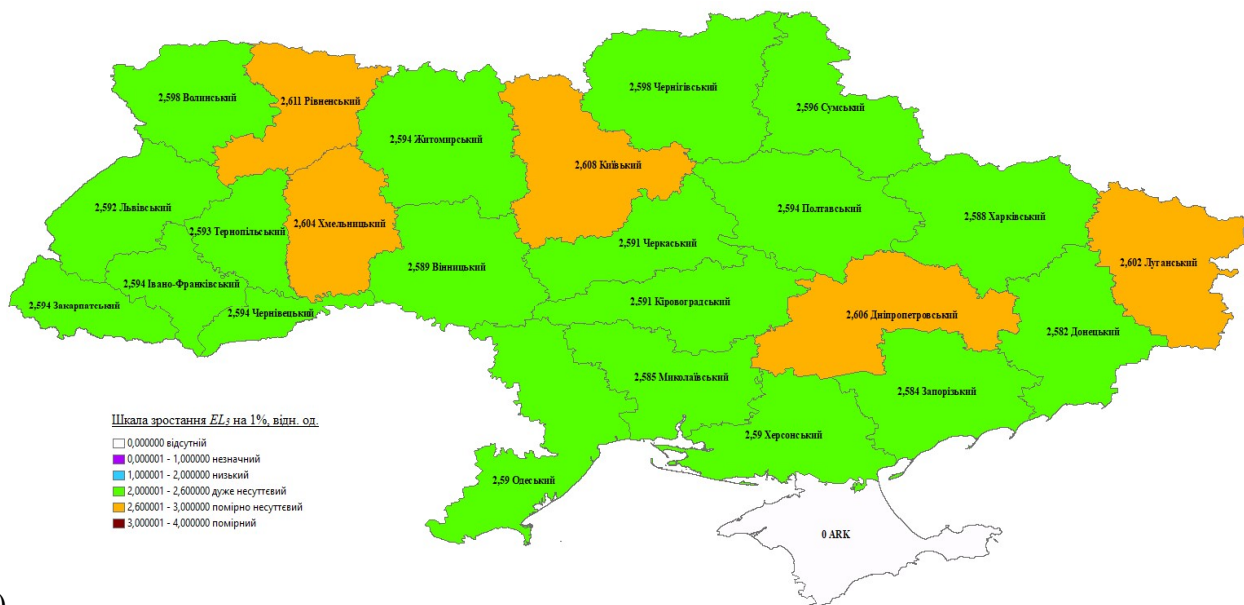 2,598 Волинський
2,611 Рівненський
2,594 Житомирський
2,598 Чернігівський
2,596 Сумський
2,608 Київький
2,592 Львівський
2,593 Тернопільський
2,604 Хмельницький
2,589 Вінницький
2,591 Черкаський
2,594 Полтавський
2,588 Харківський
2,602 Луганський
2,594 Закарпатський
2,594 Івано-Франківський
2,594 Чернівецький
2,591 Кіровоградський
2,606 Дніпропетровський
2,582 Донецький
2,585 Миколаївський
2,584 Запорізький
2,59 Херсонський
2,59 Одеський
0 ARK
Шкала зростання EL3 на 1%, відн. од.
0,000000 відсутній
0,000001 - 1,000000 незначний
1,000001 - 2,000000 низький
2,000001 - 2,600000 дуже несуттєвий
2,600001 - 3,000000 помірно несуттєвий
3,000001 - 4,000000 помірний
)